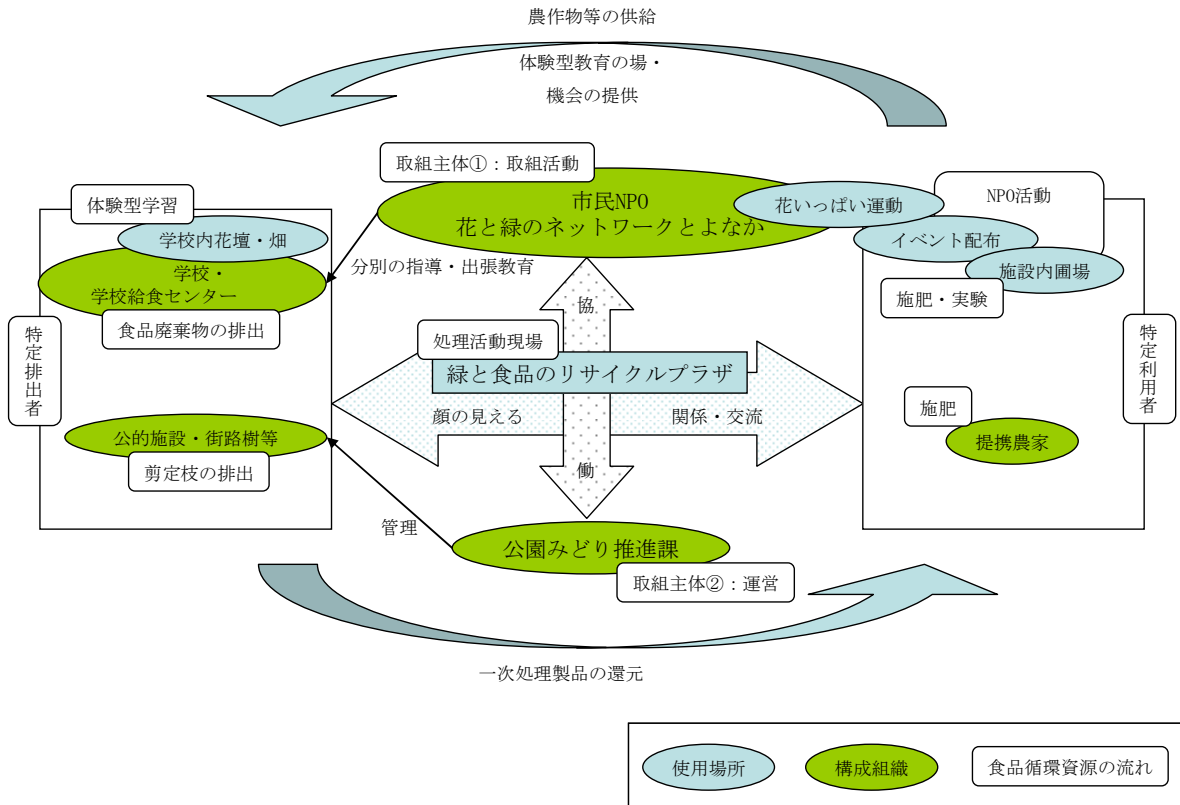 農作物等の供給
体験型教育の場・
機会の提供
取組主体①：取組活動
市民NPO
花と緑のネットワークとよなか
花いっぱい運動
NPO活動
イベント配布
施設内圃場
施肥・実験
体験型学習
学校内花壇・畑
学校・
学校給食センター
食品廃棄物の排出
分別の指導・出張教育
特定排出者
協
処理活動現場
緑と食品のリサイクルプラザ
顔の見える
関係・交流
働
特定利用者
施肥
提携農家
公的施設・街路樹等
剪定枝の排出
管理
公園みどり推進課
取組主体②：運営
一次処理製品の還元
使用場所
構成組織
食品循環資源の流れ